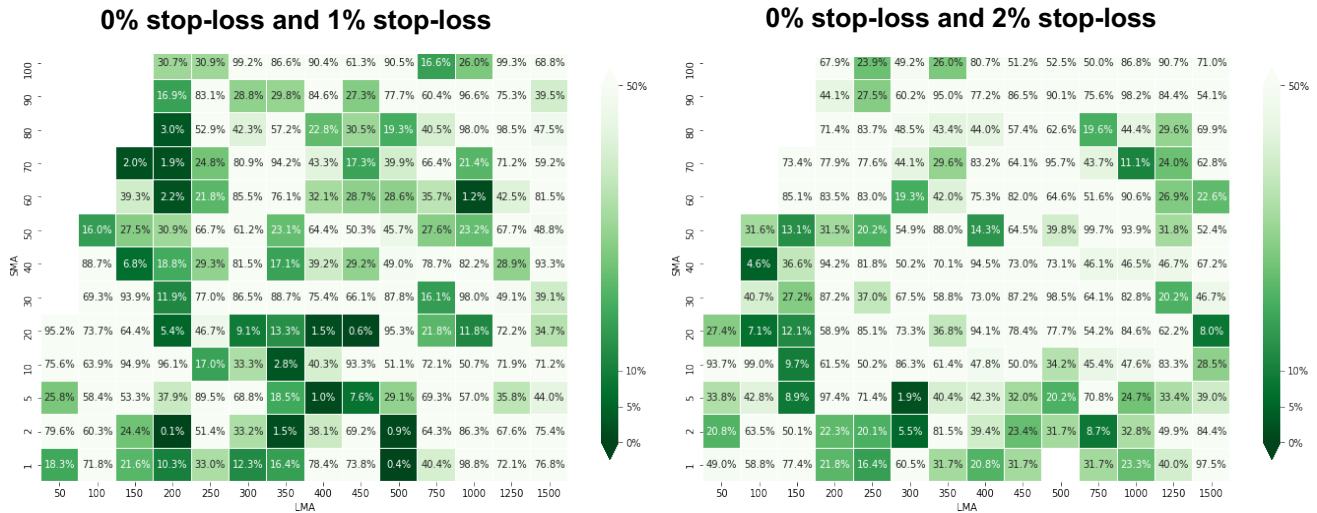 0% stop-loss and 1% stop-loss
100 30.7% 30.9% 99.2% 86.6% 90.4% 61.3% 90.5% 16.6% 26.0% 99.3% 68.8%
90 16.9% 83.1% 28.8% 29.8% 84.6% 27.3% 77.7% 60.4% 96.6% 75.3% 39.5%
80 3.0% 52.9% 42.3% 57.2% 22.8% 30.5% 19.3% 40.5% 98.0% 98.5% 47.5%
70 2.0% 1.9% 24.8% 80.9% 94.2% 43.3% 17.3% 39.9% 66.4% 21.4% 71.2% 59.2%
60 39.3% 2.2% 21.8% 85.5% 76.1% 32.1% 28.7% 28.6% 35.7% 1.2% 42.5% 81.5%
50 16.0% 27.5% 30.9% 66.7% 61.2% 23.1% 64.4% 50.3% 45.7% 27.6% 23.2% 67.7% 48.8%
SMA
40 88.7% 6.8% 18.8% 29.3% 81.5% 17.1% 39.2% 29.2% 49.0% 78.7% 82.2% 28.9% 93.3%
30 69.3% 93.9% 11.9% 77.0% 86.5% 88.7% 75.4% 66.1% 87.8% 16.1% 98.0% 49.1% 39.1%
20 95.2% 73.7% 64.4% 5.4% 46.7% 9.1% 13.3% 1.5% 0.6% 95.3% 21.8% 11.8% 72.2% 34.7%
10 75.6% 63.9% 94.9% 96.1% 17.0% 33.3% 2.8% 40.3% 93.3% 51.1% 72.1% 50.7% 71.9% 71.2%
5 25.8% 58.4% 53.3% 37.9% 89.5% 68.8% 18.5% 1.0% 7.6% 29.1% 69.3% 57.0% 35.8% 44.0%
2 79.6% 60.3% 24.4% 0.1% 51.4% 33.2% 1.5% 38.1% 69.2% 0.9% 64.3% 86.3% 67.6% 75.4%
1 18.3% 71.8% 21.6% 10.3% 33.0% 12.3% 16.4% 78.4% 73.8% 0.4% 40.4% 98.8% 72.1% 76.8%
50 100 150 200 250 300 350 400 450 500 750 1000 1250 1500
LMA
50%
10%
5%
0%
0% stop-loss and 2% stop-loss
100 67.9% 23.9% 49.2% 26.0% 80.7% 51.2% 52.5% 50.0% 86.8% 90.7% 71.0%
90 44.1% 27.5% 60.2% 95.0% 77.2% 86.5% 90.1% 75.6% 98.2% 84.4% 54.1%
80 71.4% 83.7% 48.5% 43.4% 44.0% 57.4% 62.6% 19.6% 44.4% 29.6% 69.9%
70 73.4% 77.9% 77.6% 44.1% 29.6% 83.2% 64.1% 95.7% 43.7% 11.1% 24.0% 62.8%
60 85.1% 83.5% 83.0% 19.3% 42.0% 75.3% 82.0% 64.6% 51.6% 90.6% 26.9% 22.6%
50 31.6% 13.1% 31.5% 20.2% 54.9% 88.0% 14.3% 64.5% 39.8% 99.7% 93.9% 31.8% 52.4%
SMA
40 4.6% 36.6% 94.2% 81.8% 50.2% 70.1% 94.5% 73.0% 73.1% 46.1% 46.5% 46.7% 67.2%
30 40.7% 27.2% 87.2% 37.0% 67.5% 58.8% 73.0% 87.2% 98.5% 64.1% 82.8% 20.2% 46.7%
20 27.4% 7.1% 12.1% 58.9% 85.1% 73.3% 36.8% 94.1% 78.4% 77.7% 54.2% 84.6% 62.2% 8.0%
10 93.7% 99.0% 9.7% 61.5% 50.2% 86.3% 61.4% 47.8% 50.0% 34.2% 45.4% 47.6% 83.3% 28.5%
5 33.8% 42.8% 8.9% 97.4% 71.4% 1.9% 40.4% 42.3% 32.0% 20.2% 70.8% 24.7% 33.4% 39.0%
2 20.8% 63.5% 50.1% 22.3% 20.1% 5.5% 81.5% 39.4% 23.4% 31.7% 8.7% 32.8% 49.9% 84.4%
1 49.0% 58.8% 77.4% 21.8% 16.4% 60.5% 31.7% 20.8% 31.7% 31.7% 23.3% 40.0% 97.5%
50 100 150 200 250 300 350 400 450 500 750 1000 1250 1500
LMA
50%
10%
5%
0%